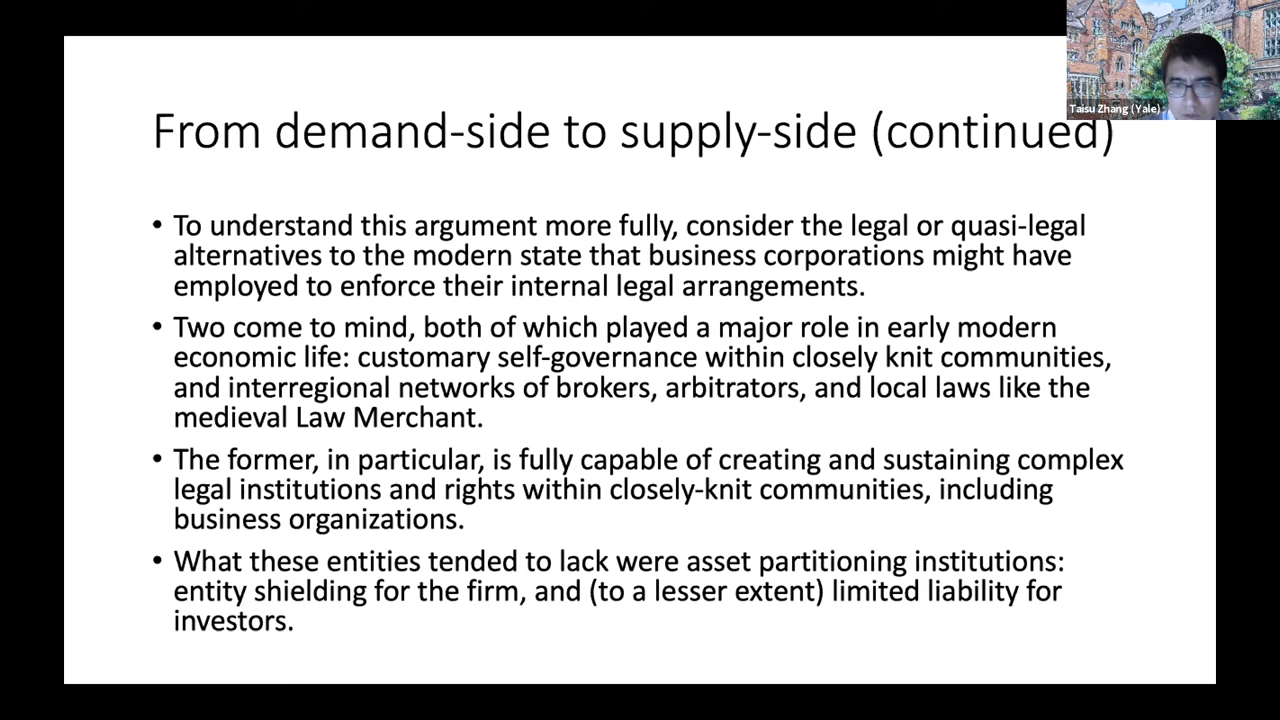 Taisu Zhang (Yale)
From demand-side to supply-side (continued)
• To understand this argument more fully, consider the legal or quasi-legal
alternatives to the modern state that business corporations might have
employed to enforce their internal legal arrangements.
• Two come to mind, both of which played a major role in early modern
economic life: customary self-governance within closely knit communities,
and interregional networks of brokers, arbitrators, and local laws like the
medieval Law Merchant.
• The former, in particular, is fully capable of creating and sustaining complex
legal institutions and rights within closely-knit communities, including
business organizations.
• What these entities tended to lack were asset partitioning institutions:
entity shielding for the firm, and (to a lesser extent) limited liability for
investors.